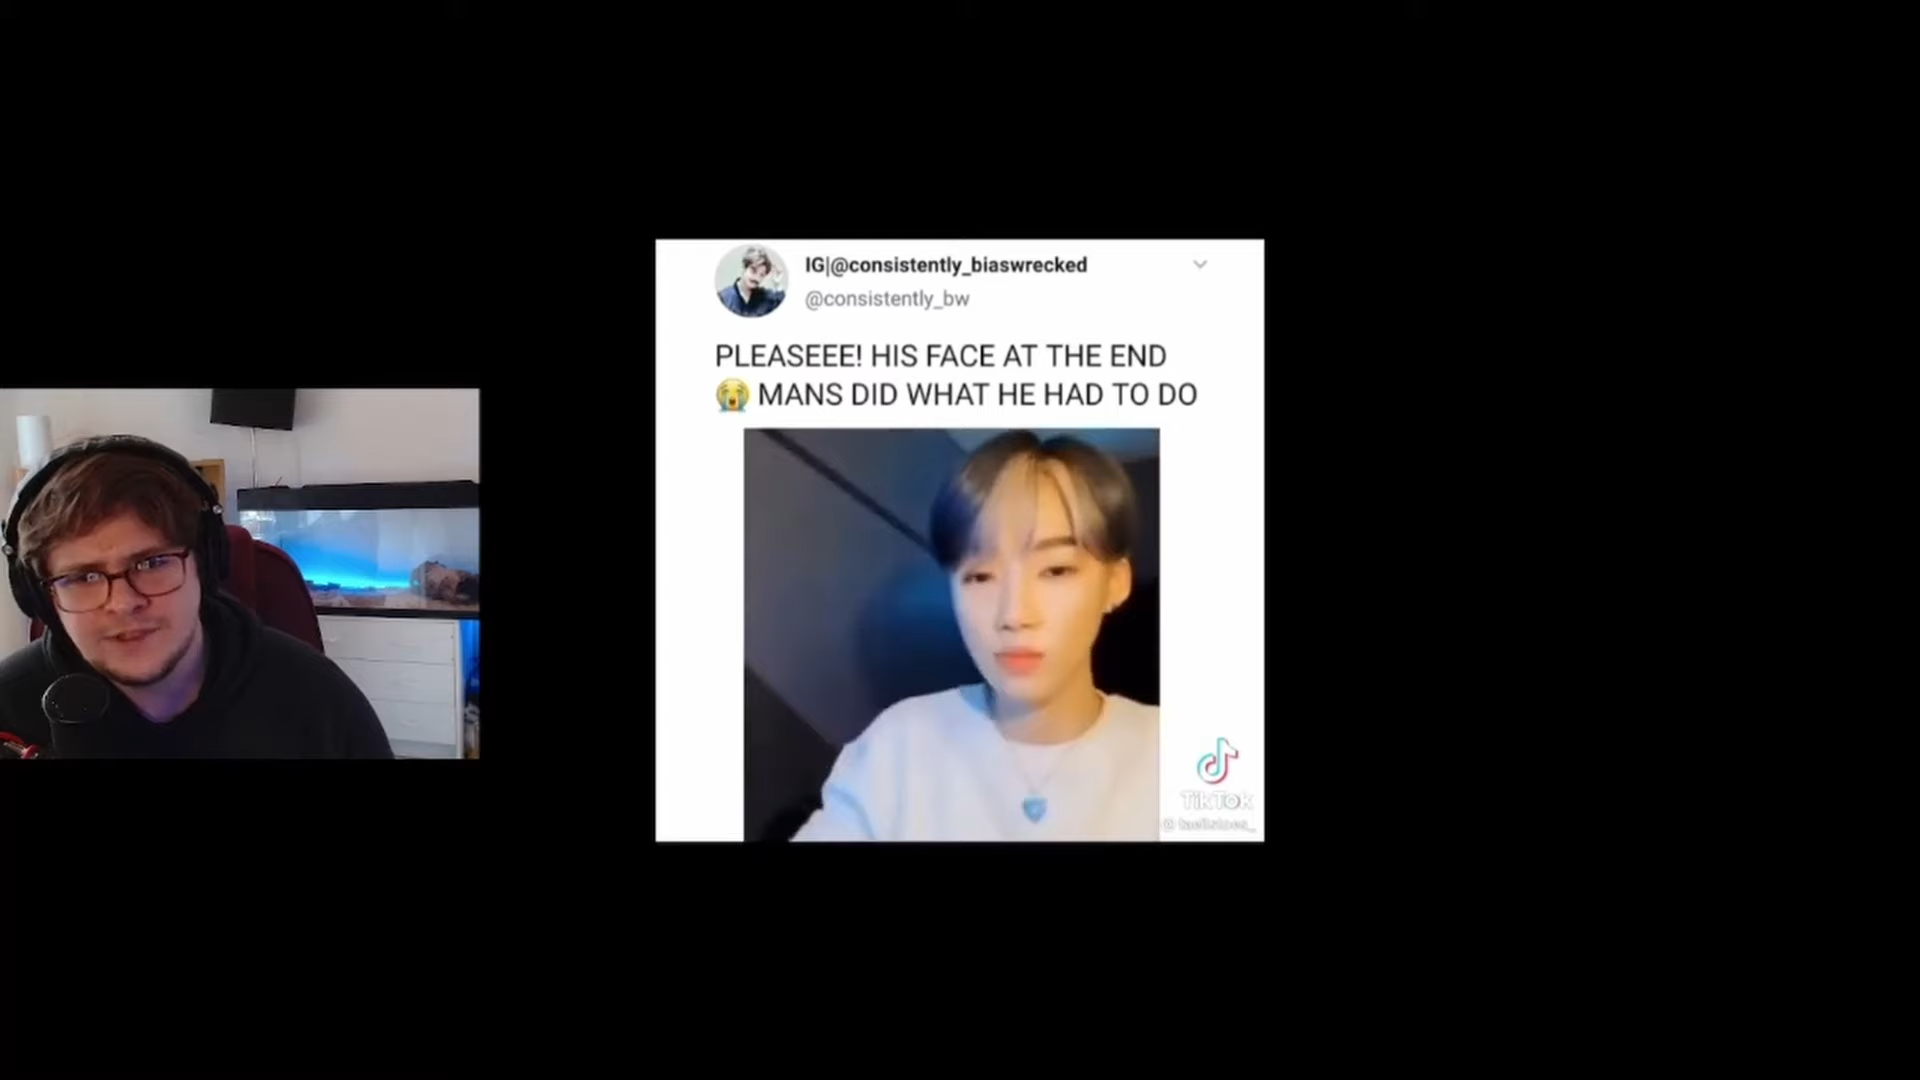 IG|@consistently_biaswrecked
@consistently_bw
PLEASEEE! HIS FACE AT THE END
😭 MANS DID WHAT HE HAD TO DO
TikTok